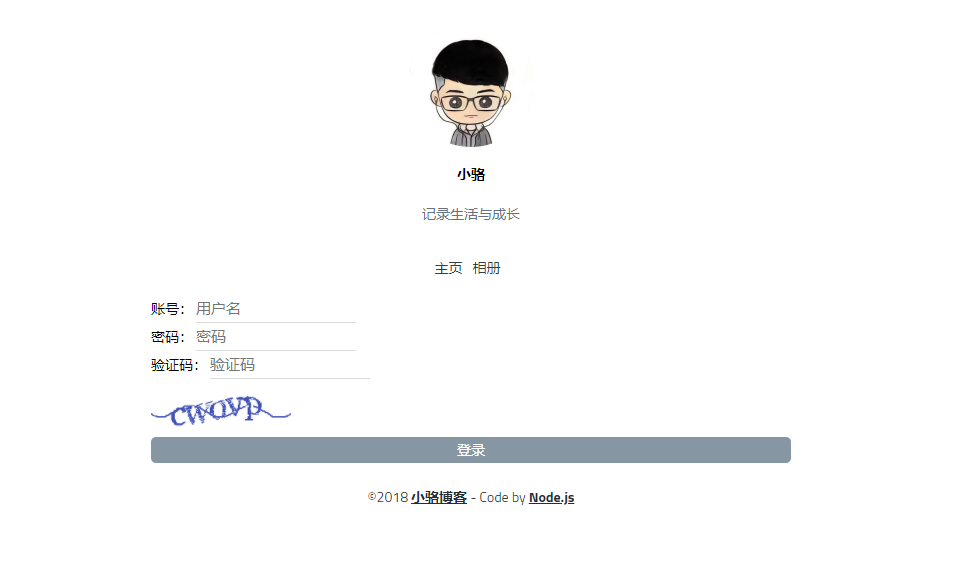 小骆
记录生活与成长
主页 相册
账号： 用户名
密码： 密码
验证码： 验证码
cwovp
登录
©2018 小骆博客 - Code by Node.js